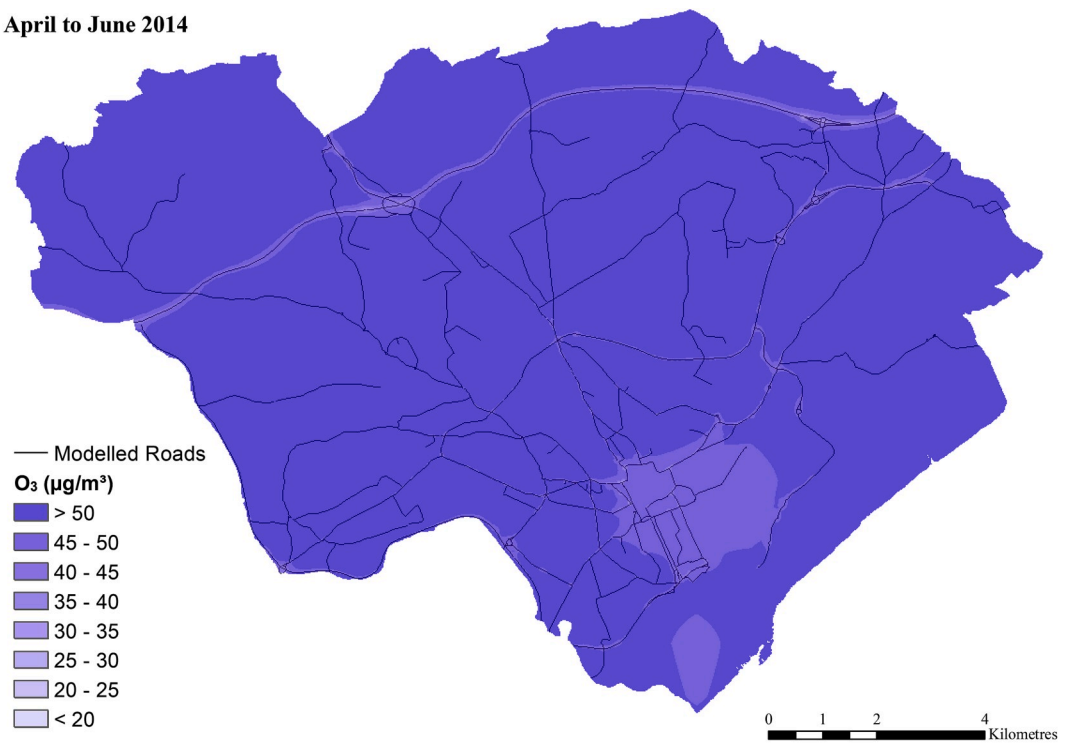 April to June 2014
Modelled Roads
O₃ (µg/m³)
> 50
45 - 50
40 - 45
35 - 40
30 - 35
25 - 30
20 - 25
< 20
0 1 2 4
Kilometres